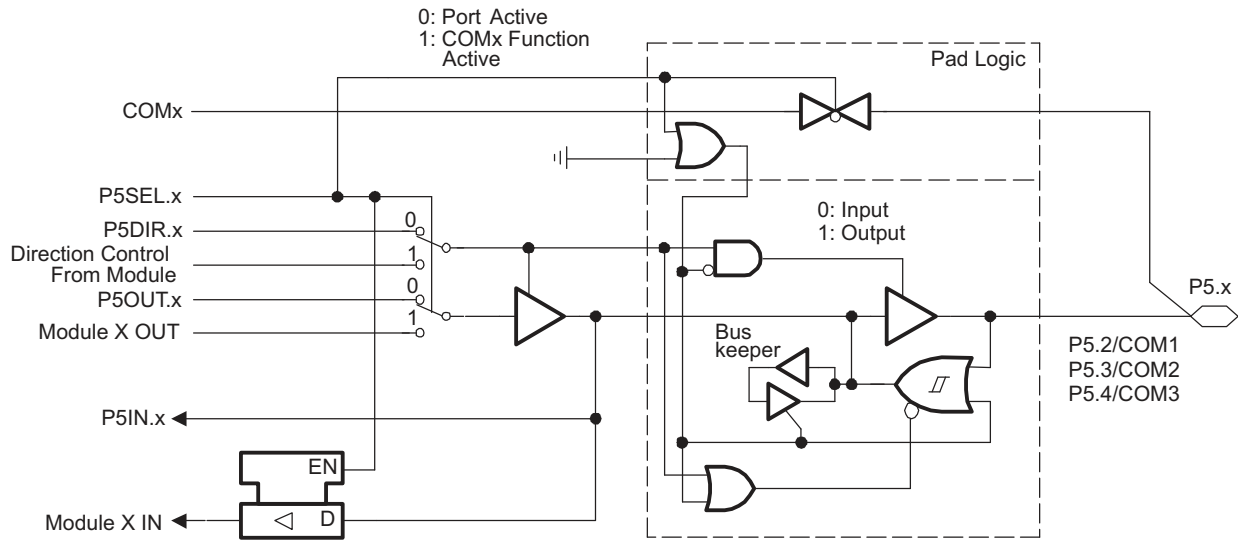 0: Port Active
1: COMx Function
Active
Pad Logic
COMx
P5SEL.x
P5DIR.x
0
Direction Control
From Module
1
P5OUT.x
0
Module X OUT
1
0: Input
1: Output
P5.x
Bus
keeper
P5.2/COM1
P5.3/COM2
P5.4/COM3
P5IN.x
EN
Module X IN
D